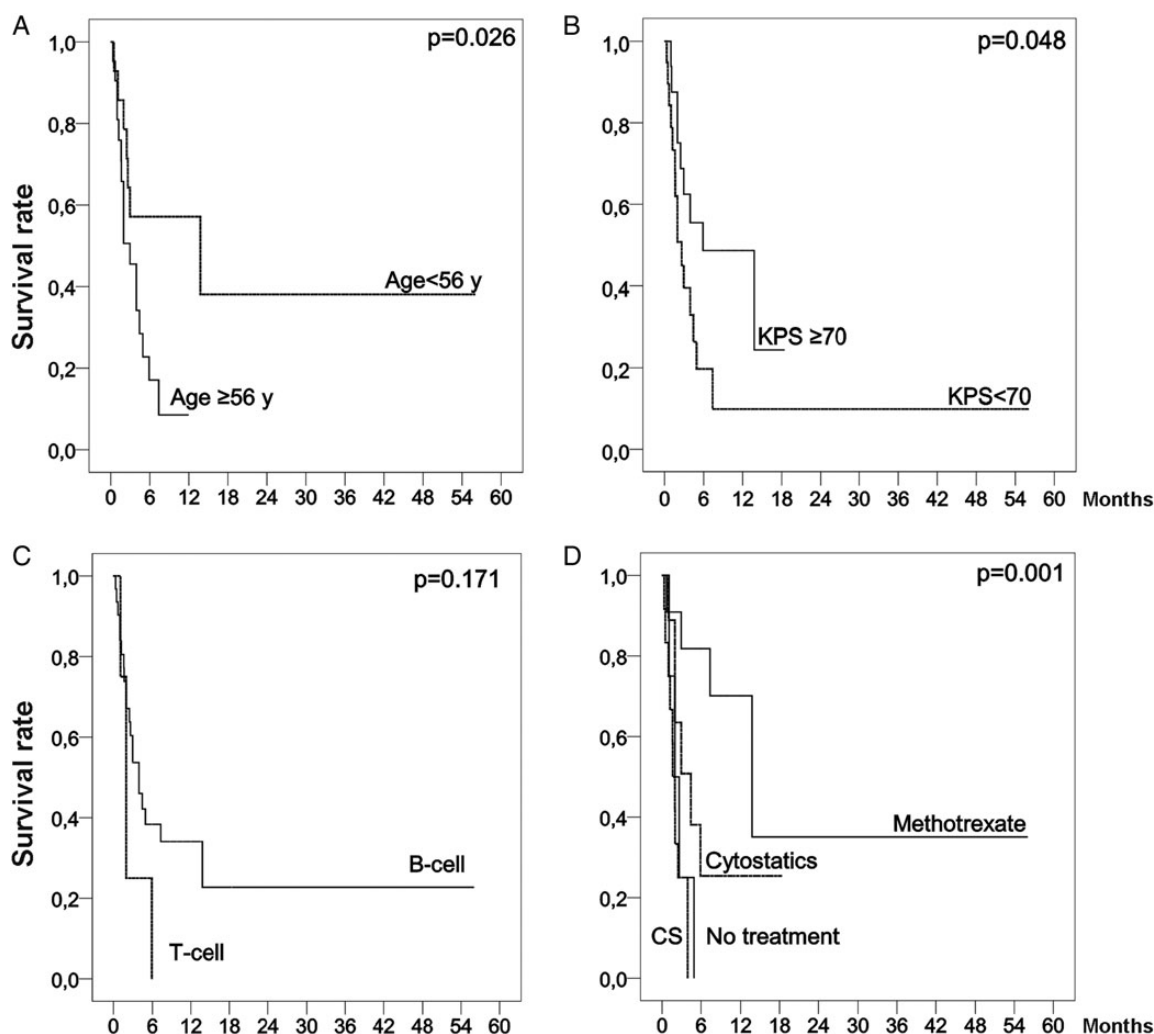 A
p=0.026
1,0
0,8
0,6
0,4
0,2
0,0
Survival rate
Age<56 y
Age ≥56 y
0 6 12 18 24 30 36 42 48 54 60
B
p=0.048
1,0
0,8
0,6
0,4
0,2
0,0
KPS ≥70
KPS<70
0 6 12 18 24 30 36 42 48 54 60 Months
C
p=0.171
1,0
0,8
0,6
0,4
0,2
0,0
Survival rate
B-cell
T-cell
0 6 12 18 24 30 36 42 48 54 60
D
p=0.001
1,0
0,8
0,6
0,4
0,2
0,0
Methotrexate
Cytostatics
CS No treatment
0 6 12 18 24 30 36 42 48 54 60 Months